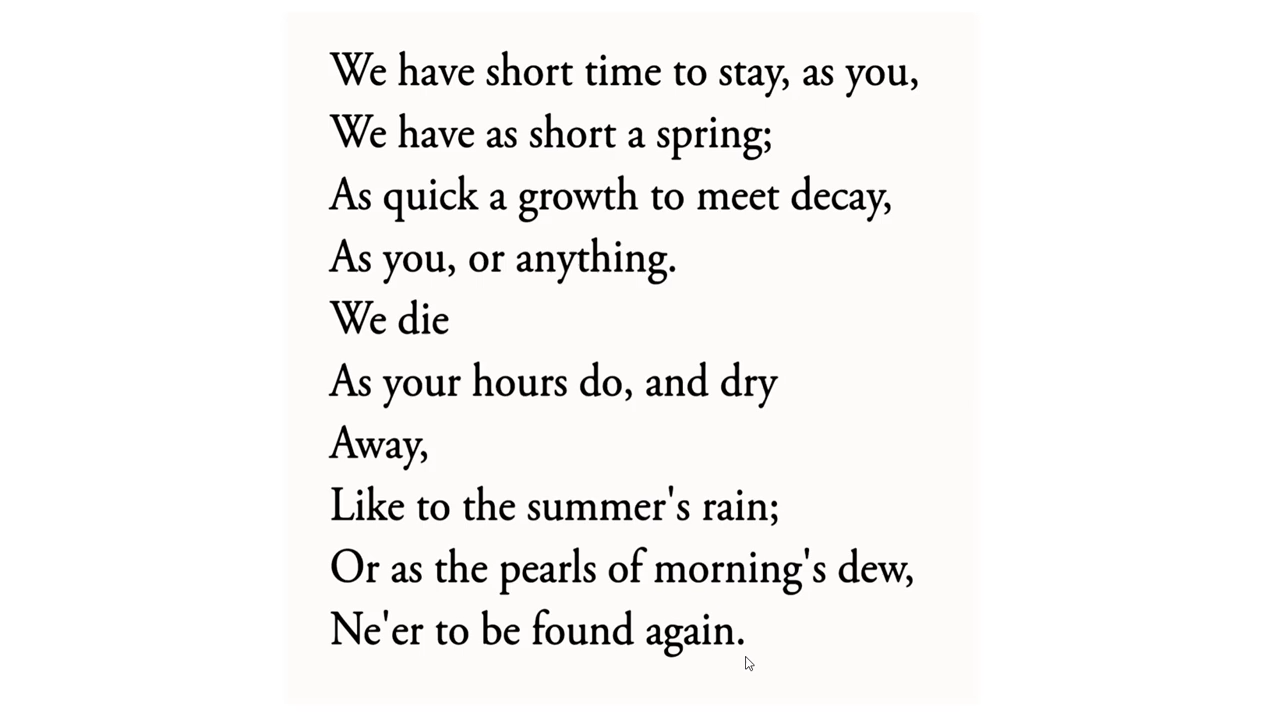 We have short time to stay, as you,
We have as short a spring;
As quick a growth to meet decay,
As you, or anything.
We die
As your hours do, and dry
Away,
Like to the summer's rain;
Or as the pearls of morning's dew,
Ne'er to be found again.